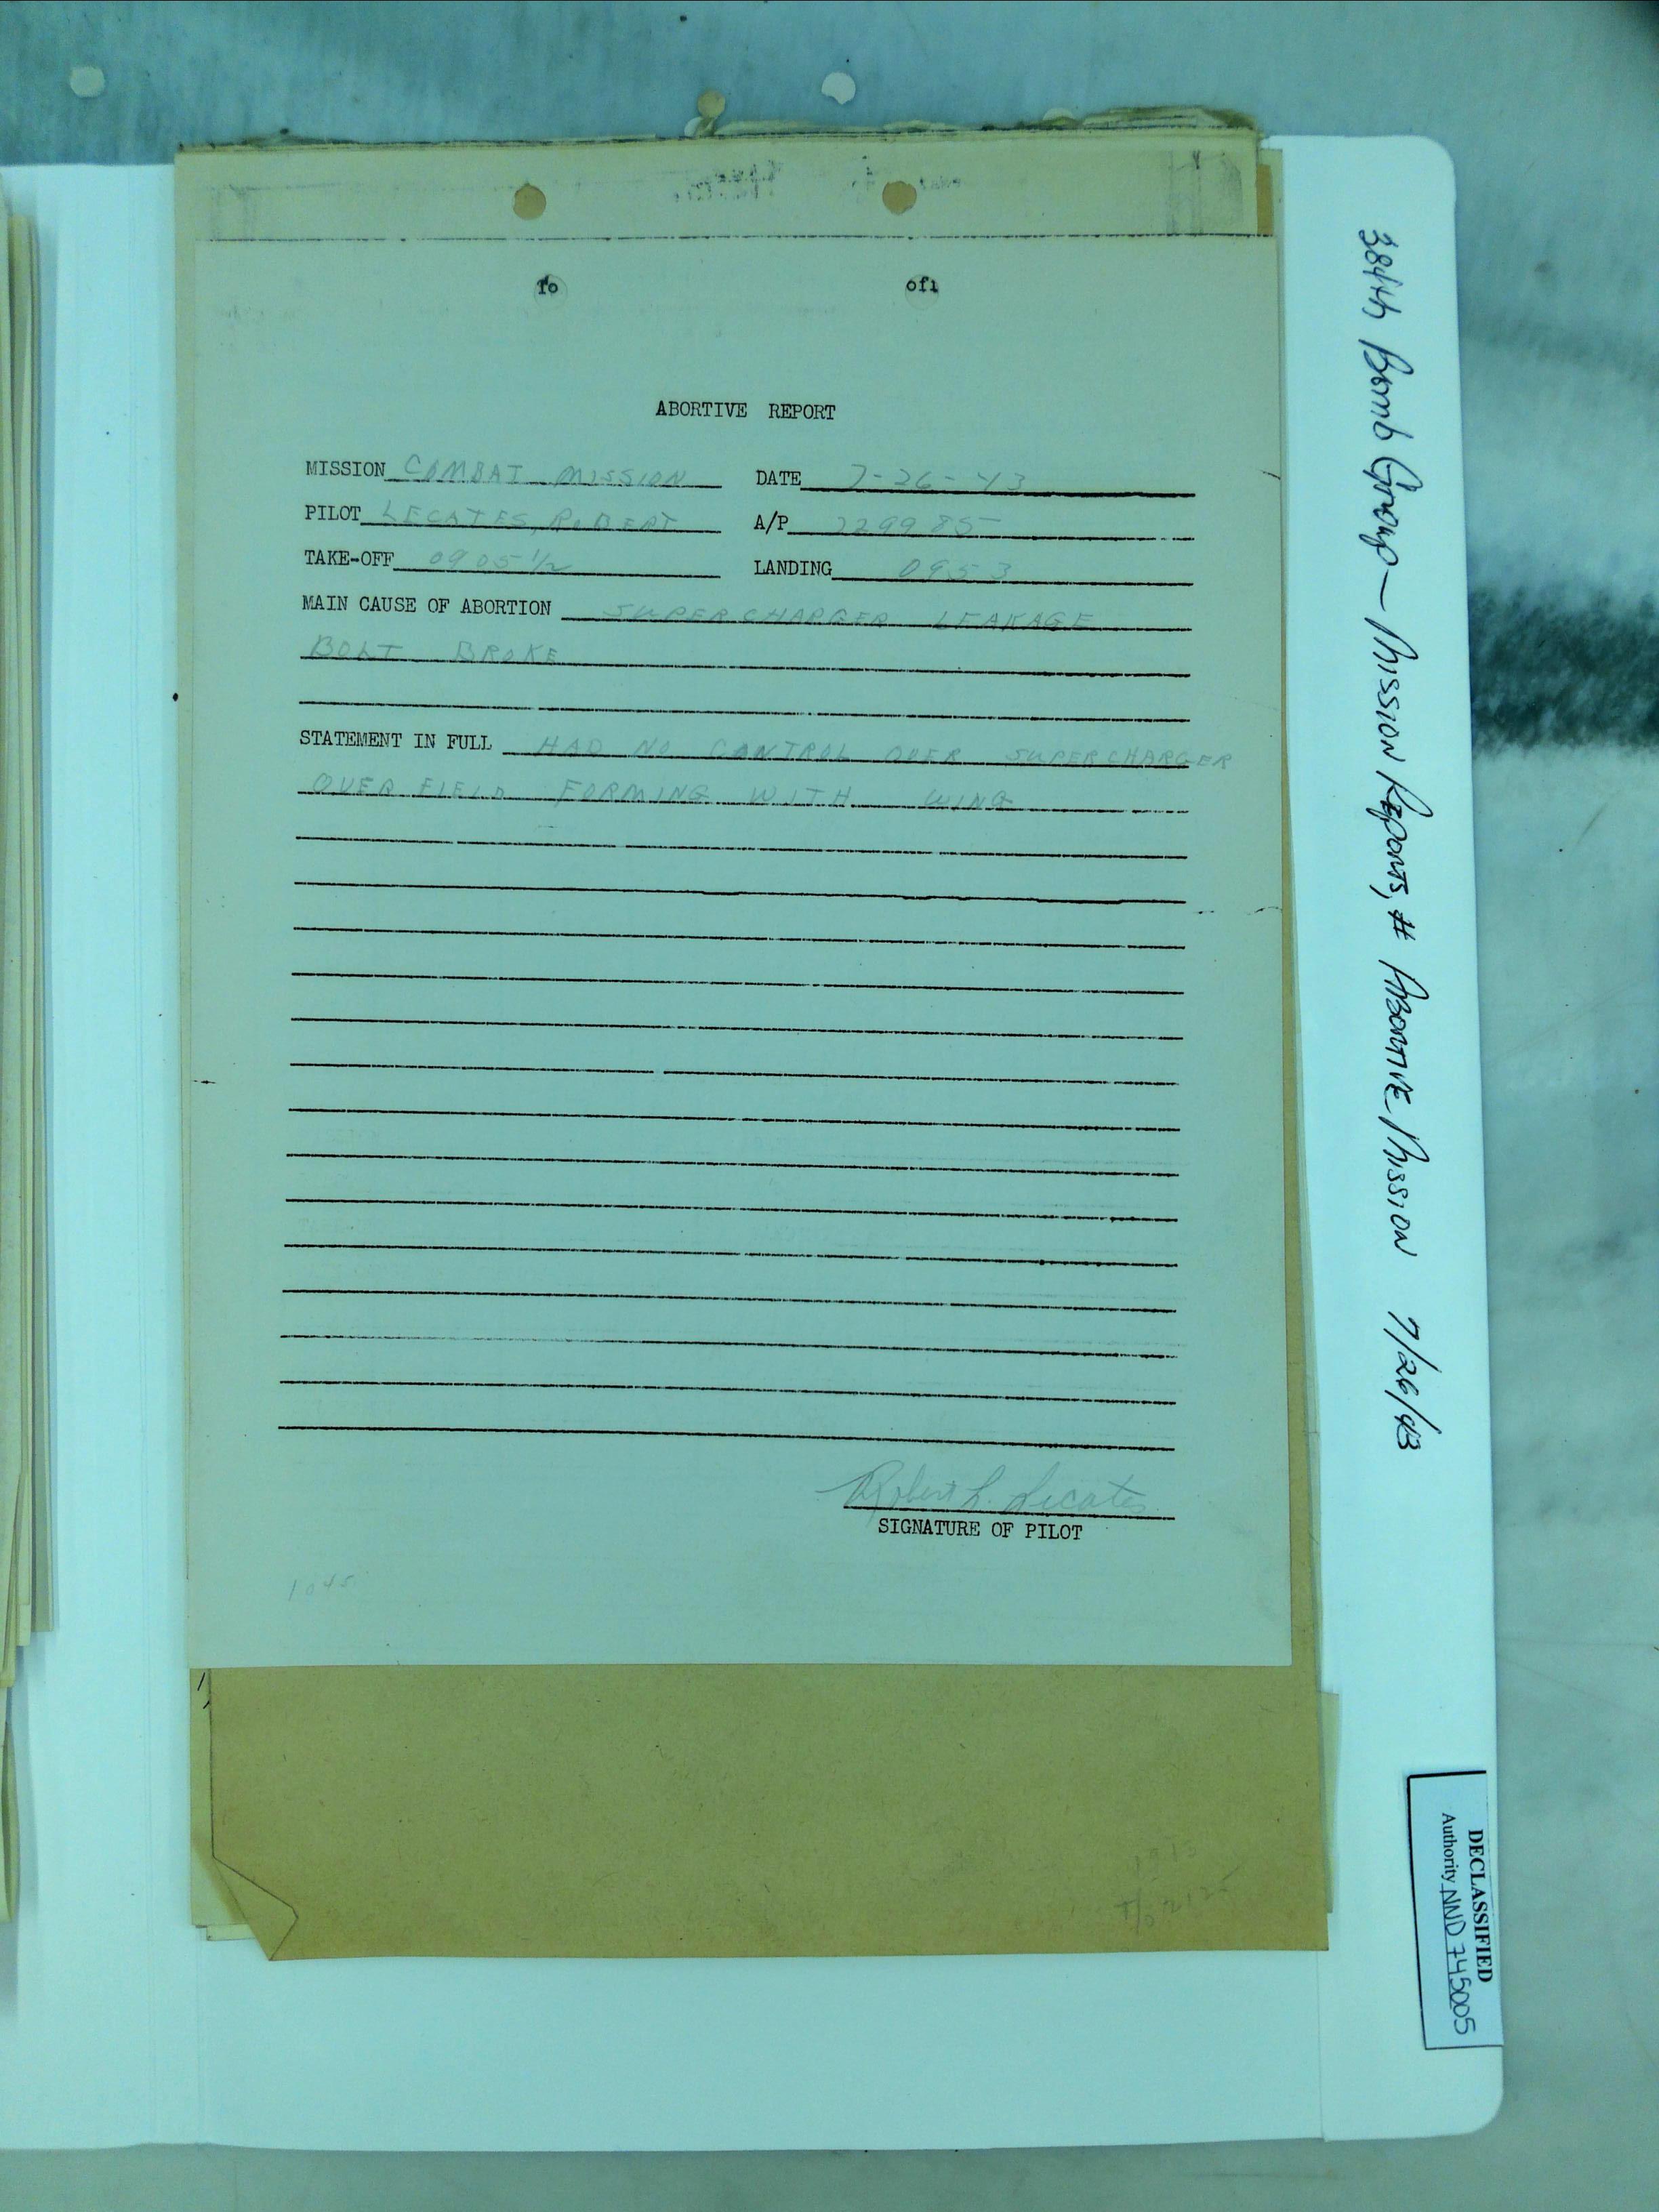 ABORTIVE REPORT
MISSION COMBAT MISSION DATE 7-26-43
PILOT LECATES, ROBERT A/P 229985
TAKE-OFF 0905 1/2 LANDING 0953
MAIN CAUSE OF ABORTION SUPERCHARGER LEAKAGE
BOLT BROKE
STATEMENT IN FULL HAD NO CONTROL OVER SUPERCHARGER
OVER FIELD FORMING WITH WING
Robert L. Lecates
SIGNATURE OF PILOT
1045
384th Bomb Group — Mission Reports, # Abortive Mission 7/26/43
DECLASSIFIED
Authority NND 745005